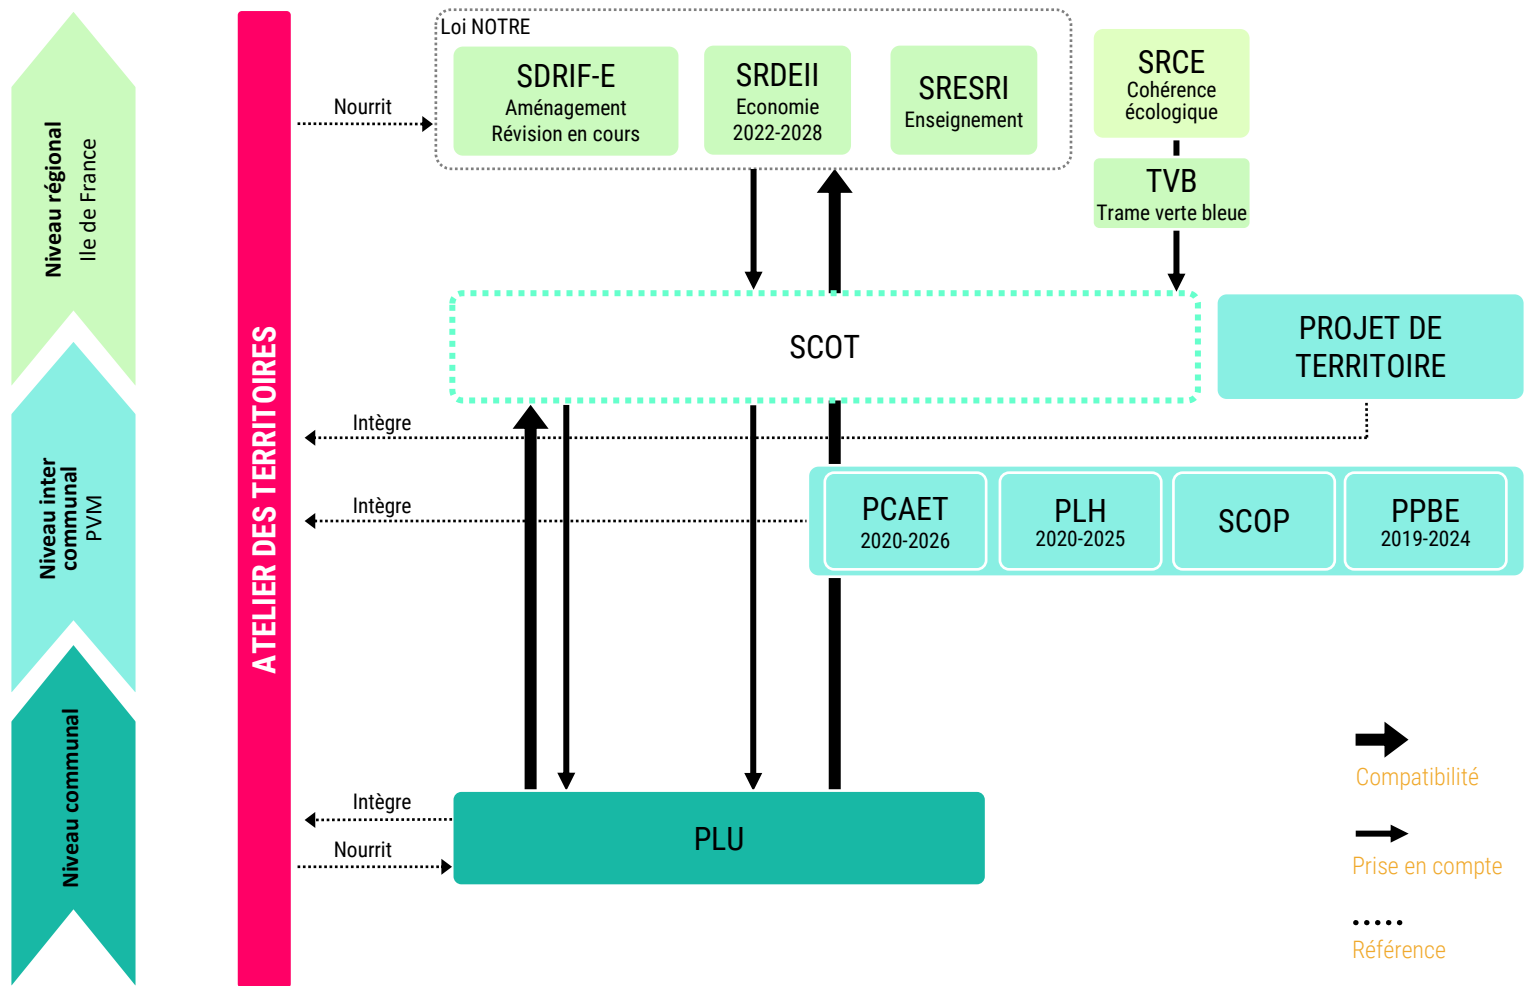 Niveau régional
Ile de France
Niveau inter
communal
PVM
Niveau communal
ATELIER DES TERRITOIRES
Loi NOTRE
SDRIF-E
Aménagement
Révision en cours
SRDEII
Economie
2022-2028
SRESRI
Enseignement
SRCE
Cohérence
écologique
Nourrit
TVB
Trame verte bleue
SCOT
PROJET DE
TERRITOIRE
Intègre
Intègre
PCAET
2020-2026
PLH
2020-2025
SCOP
PPBE
2019-2024
Intègre
Nourrit
PLU
Compatibilité
Prise en compte
Référence